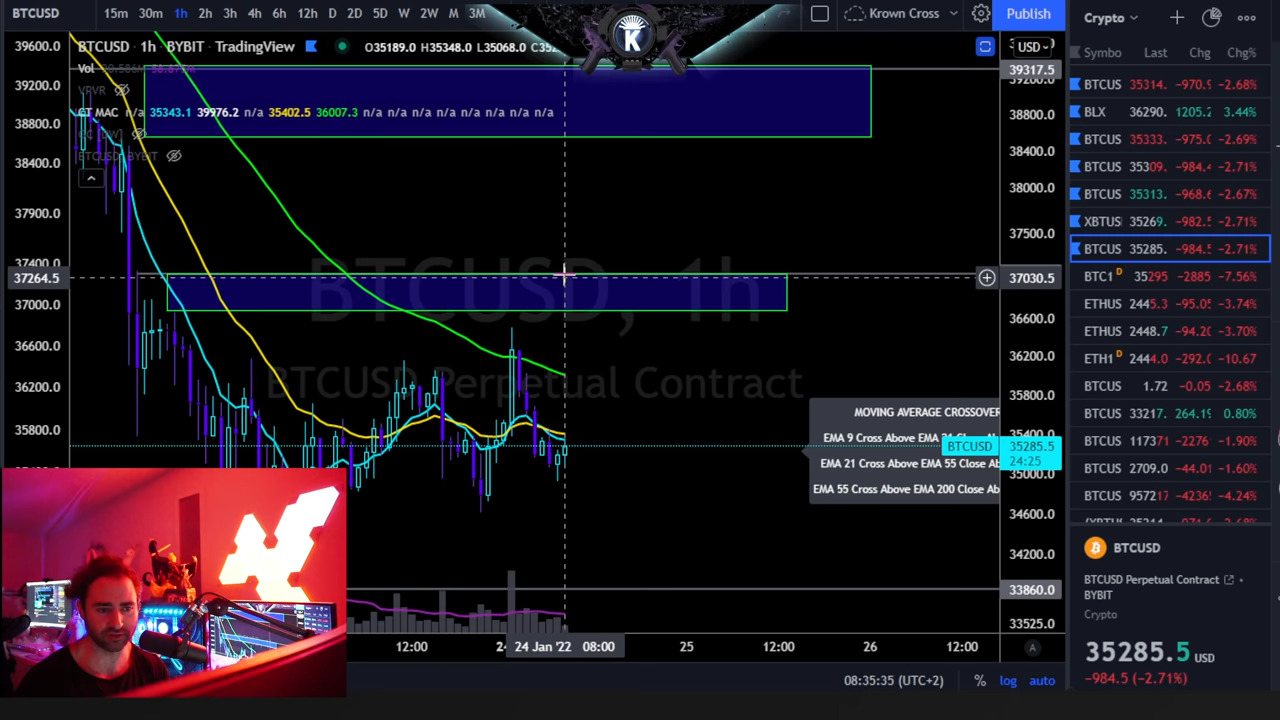 BTCUSD 15m 30m 1h 2h 3h 4h 6h 12h D 2D 5D W 2W M 3M
Krown Cross Publish
Crypto
BTCUSD · 1h · BYBIT · TradingView O35189.0 H35348.0 L35068.0
USD
Vol
VPVR
CT MAC n/a 35343.1 39976.2 n/a 35402.5 36007.3 n/a n/a n/a n/a n/a n/a n/a n/a n/a
BTCUSD, 1h
BTCUSD Perpetual Contract
39600.0
39200.0
38800.0
38400.0
37900.0
37400.0
37264.5
37000.0
36600.0
36200.0
35800.0
39317.5
38800.0
38400.0
38000.0
37500.0
37030.5
36600.0
36200.0
35800.0
35400.0
35285.5
24:25
35000.0
34600.0
34200.0
33860.0
33525.0
MOVING AVERAGE CROSSOVER
EMA 9 Cross Above EMA
BTCUSD
EMA 21 Cross Above EMA 55 Close Ab
EMA 55 Cross Above EMA 200 Close Ab
12:00 24 Jan '22 08:00 25 12:00 26 12:00
A
08:35:35 (UTC+2) % log auto
Symbo Last Chg Chg%
BTCUS 35314. -970.9 -2.68%
BLX 36290. 1205.2 3.44%
BTCUS 35333. -975.0 -2.69%
BTCUS 35309. -984.4 -2.71%
BTCUS 35313. -968.6 -2.67%
XBTUS 35269. -982.5 -2.71%
BTCUS 35285. -984.5 -2.71%
BTC1 D 35295 -2885 -7.56%
ETHUS 2445.3 -95.05 -3.74%
ETHUS 2448.7 -94.20 -3.70%
ETH1 D 2444.0 -292.0 -10.67
BTCUS 1.72 -0.05 -2.68%
BTCUS 33217. 264.19 0.80%
BTCUS 117371 -2276 -1.90%
BTCUS 2709.0 -44.01 -1.60%
BTCUS 957217 -42365 -4.24%
BTCUSD
BTCUSD Perpetual Contract ·
BYBIT
Crypto
35285.5 USD
−984.5 (−2.71%)